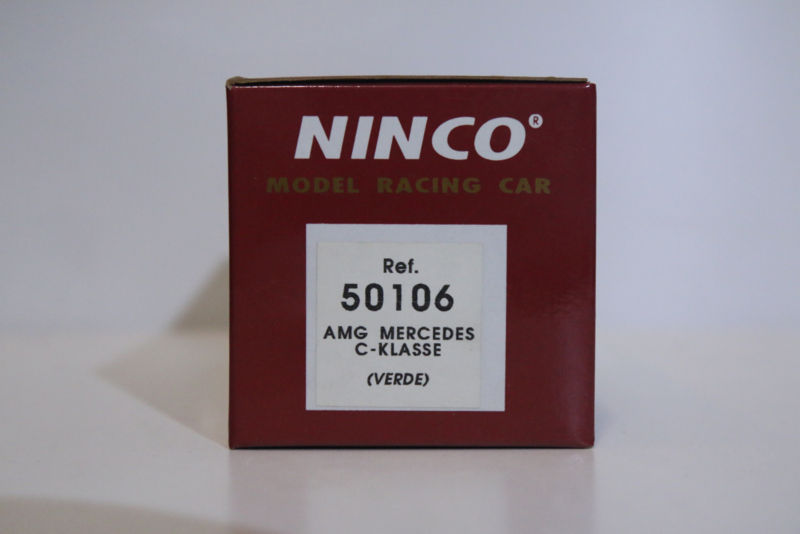 NINCO®
MODEL RACING CAR
Ref.
50106
AMG MERCEDES
C-KLASSE
(VERDE)